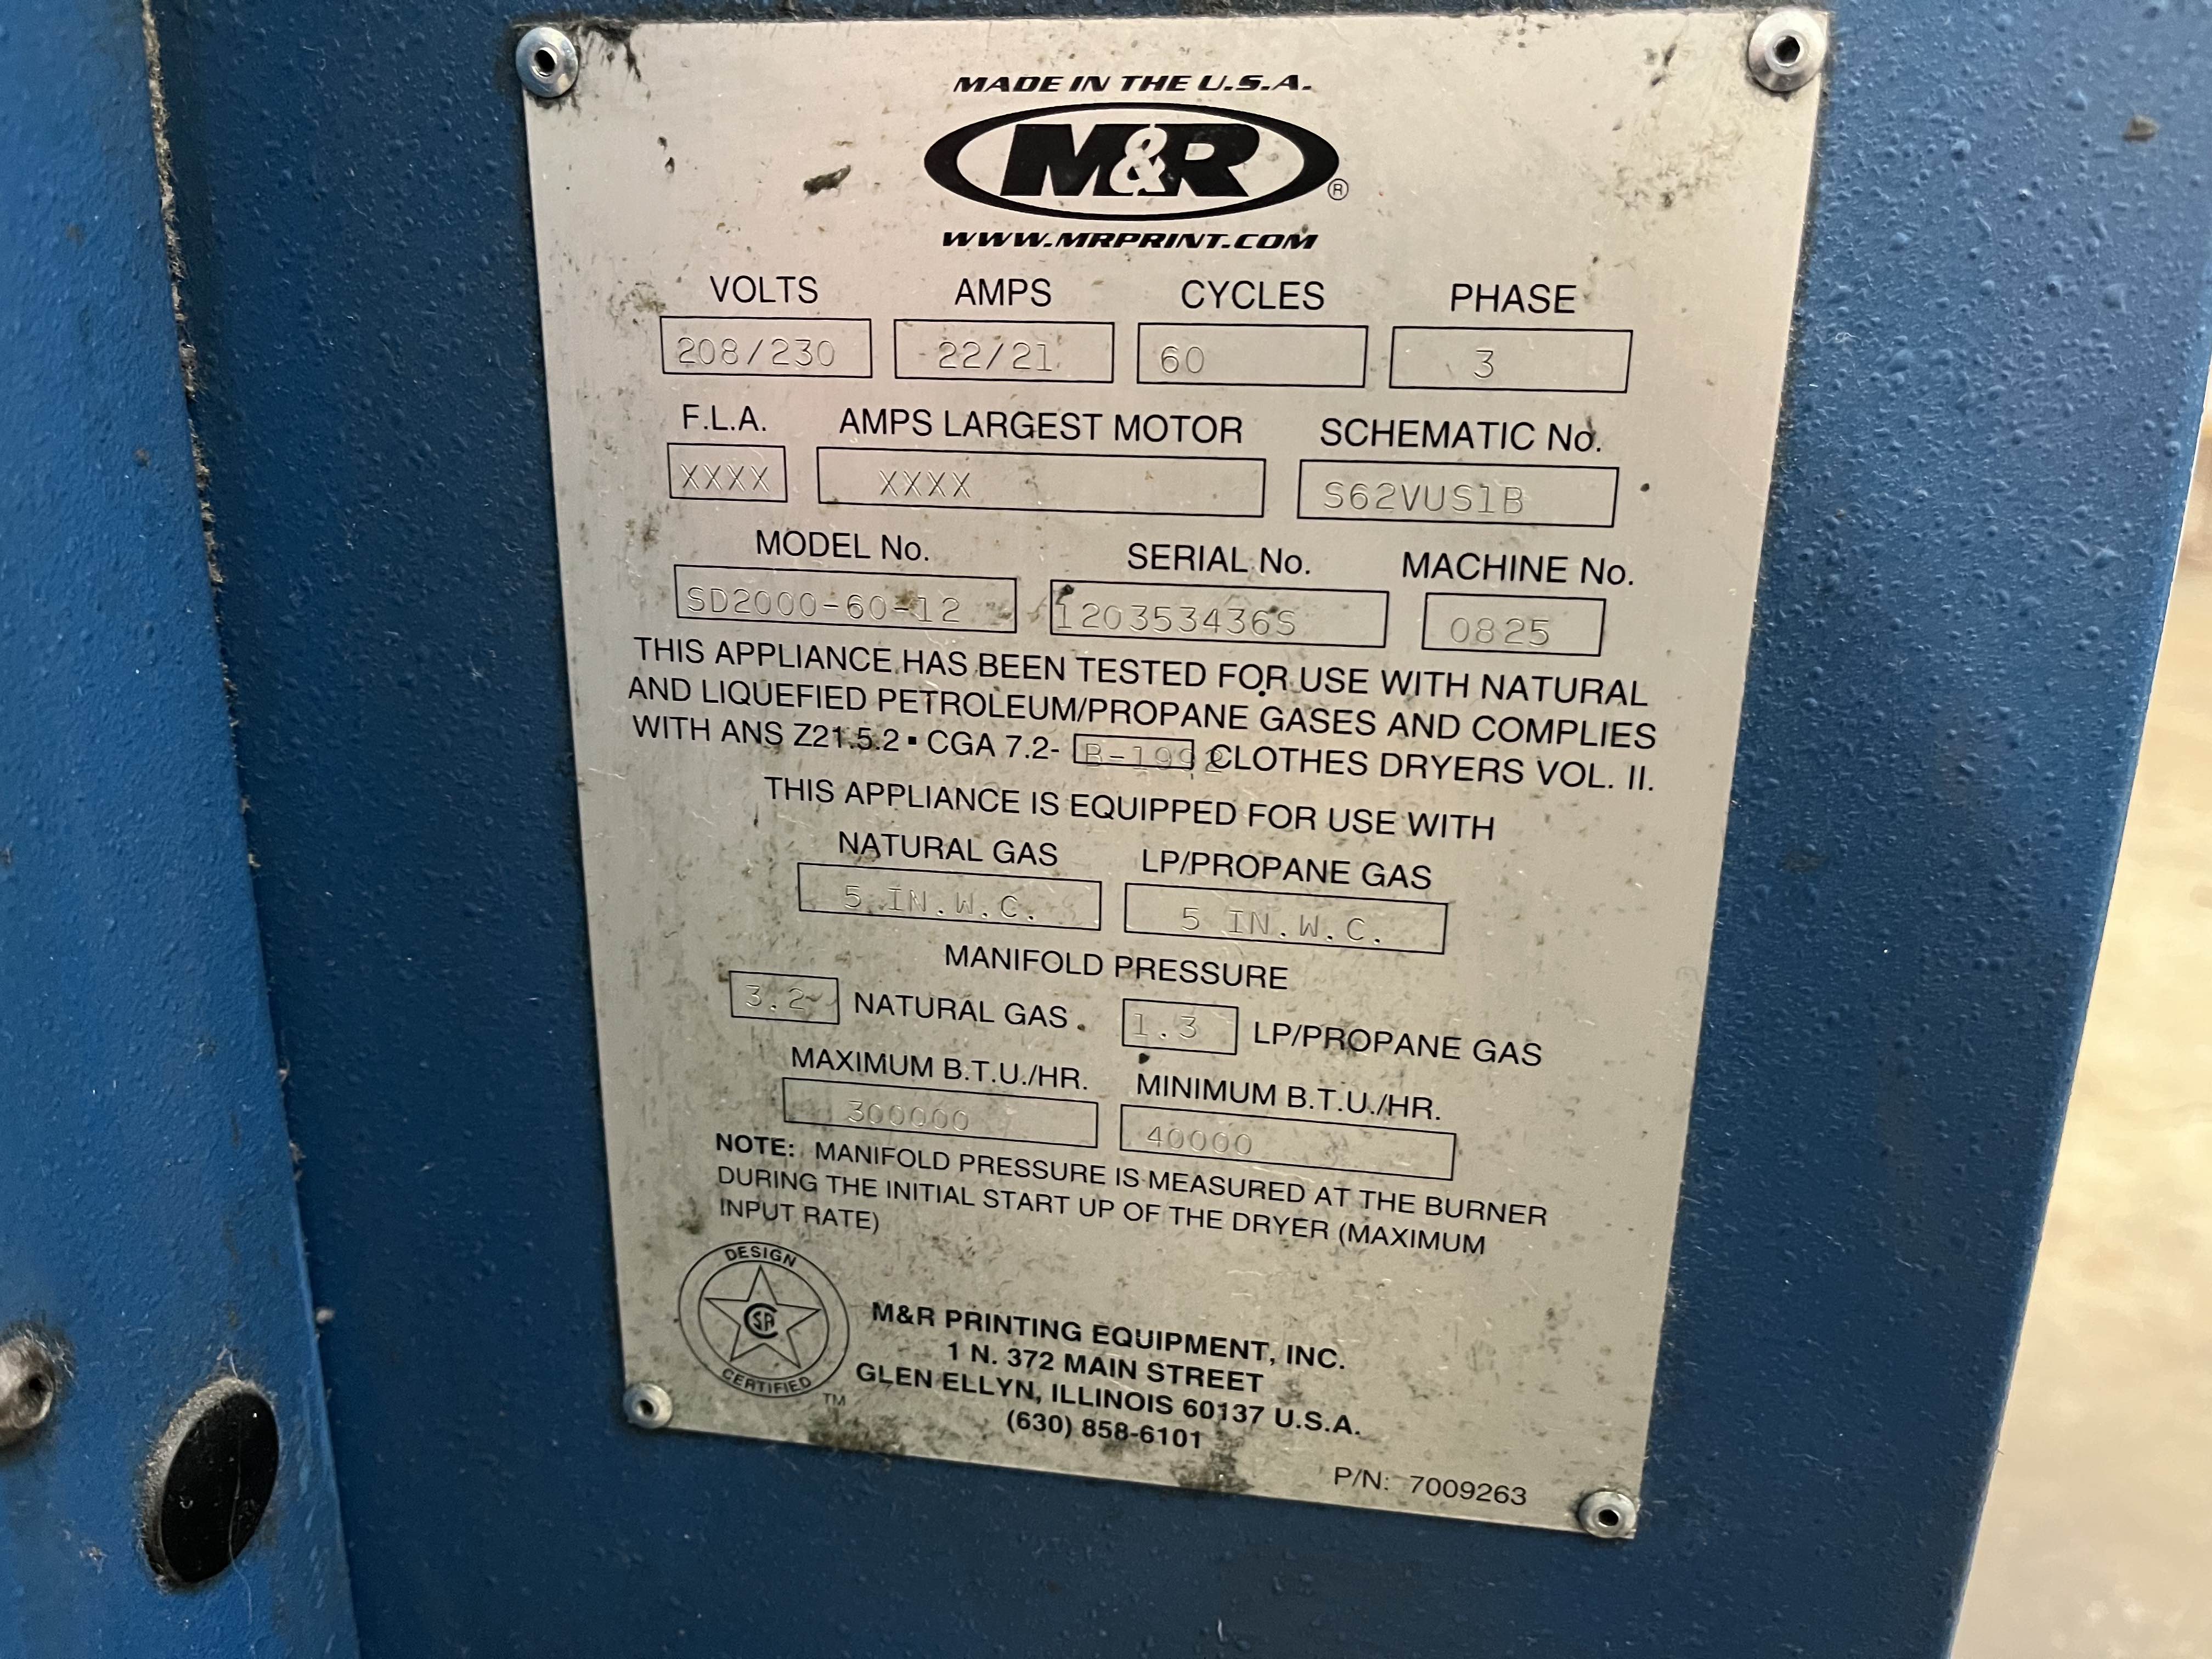 MADE IN THE U.S.A.
M&R®
WWW.MRPRINT.COM
VOLTS AMPS CYCLES PHASE
208/230 22/21 60 3
F.L.A. AMPS LARGEST MOTOR SCHEMATIC No.
XXXX XXXX S62VUS1B
MODEL No. SERIAL No. MACHINE No.
SD2000-60-12 120353436S 0825
THIS APPLIANCE HAS BEEN TESTED FOR USE WITH NATURAL
AND LIQUEFIED PETROLEUM/PROPANE GASES AND COMPLIES
WITH ANS Z21.5.2 ▪ CGA 7.2- B-1992 CLOTHES DRYERS VOL. II.
THIS APPLIANCE IS EQUIPPED FOR USE WITH
NATURAL GAS LP/PROPANE GAS
5 IN.W.C. 5 IN.W.C.
MANIFOLD PRESSURE
3.2 NATURAL GAS 1.3 LP/PROPANE GAS
MAXIMUM B.T.U./HR. MINIMUM B.T.U./HR.
300000 40000
NOTE: MANIFOLD PRESSURE IS MEASURED AT THE BURNER
DURING THE INITIAL START UP OF THE DRYER (MAXIMUM
INPUT RATE)
DESIGN
CSA
CERTIFIED
TM
M&R PRINTING EQUIPMENT, INC.
1 N. 372 MAIN STREET
GLEN ELLYN, ILLINOIS 60137 U.S.A.
(630) 858-6101
P/N: 7009263